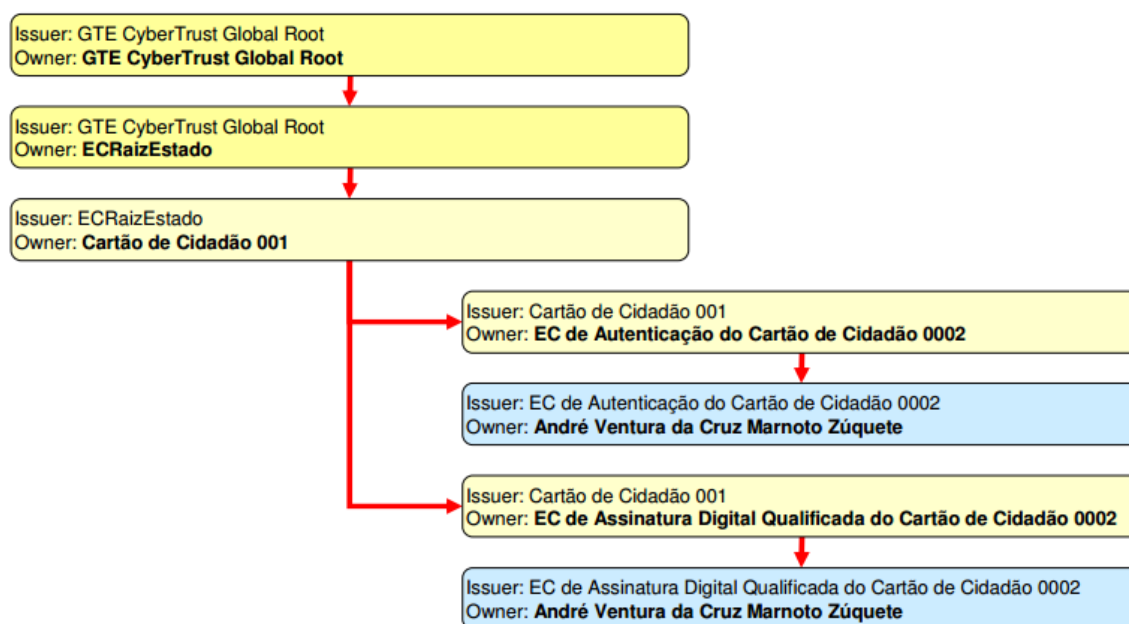 Issuer: GTE CyberTrust Global Root
Owner: GTE CyberTrust Global Root
Issuer: GTE CyberTrust Global Root
Owner: ECRaizEstado
Issuer: ECRaizEstado
Owner: Cartão de Cidadão 001
Issuer: Cartão de Cidadão 001
Owner: EC de Autenticação do Cartão de Cidadão 0002
Issuer: EC de Autenticação do Cartão de Cidadão 0002
Owner: André Ventura da Cruz Marnoto Zúquete
Issuer: Cartão de Cidadão 001
Owner: EC de Assinatura Digital Qualificada do Cartão de Cidadão 0002
Issuer: EC de Assinatura Digital Qualificada do Cartão de Cidadão 0002
Owner: André Ventura da Cruz Marnoto Zúquete